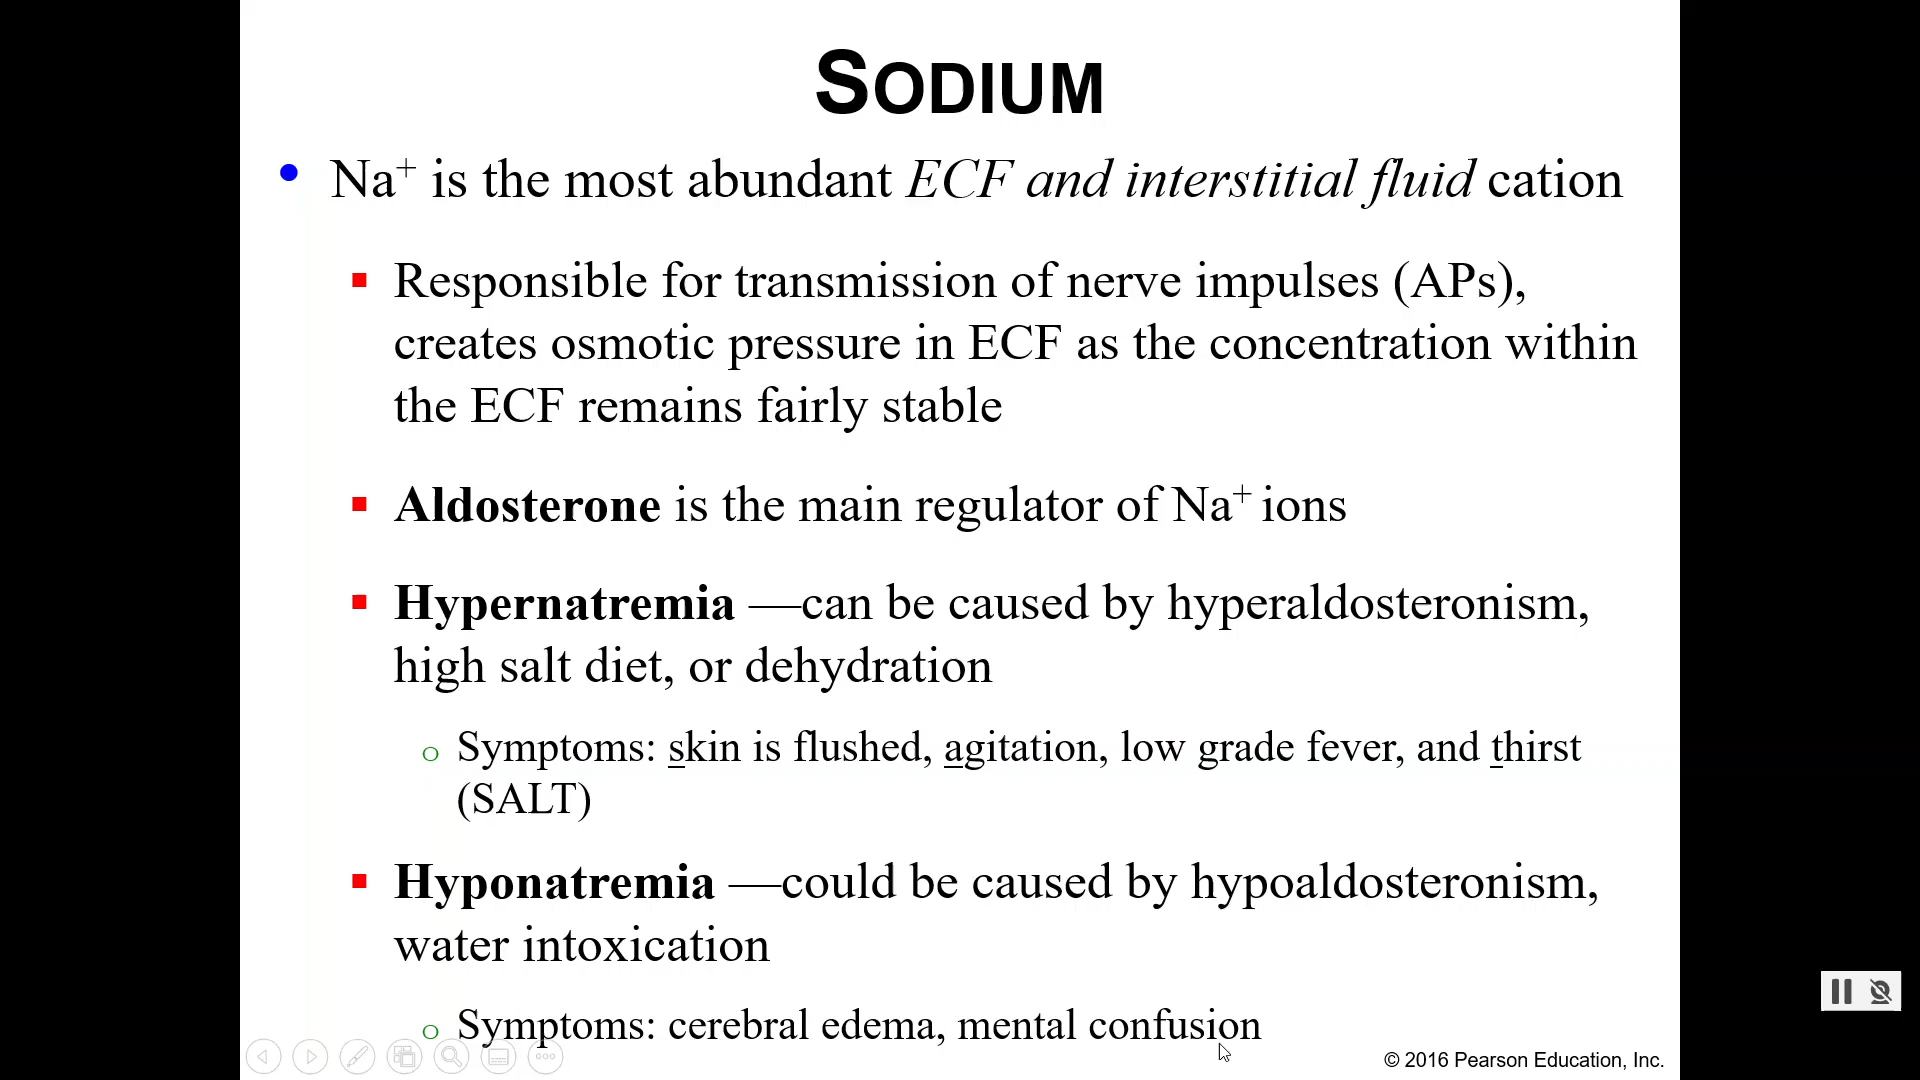 SODIUM
• Na⁺ is the most abundant ECF and interstitial fluid cation
▪ Responsible for transmission of nerve impulses (APs),
creates osmotic pressure in ECF as the concentration within
the ECF remains fairly stable
▪ Aldosterone is the main regulator of Na⁺ ions
▪ Hypernatremia —can be caused by hyperaldosteronism,
high salt diet, or dehydration
o Symptoms: skin is flushed, agitation, low grade fever, and thirst
(SALT)
▪ Hyponatremia —could be caused by hypoaldosteronism,
water intoxication
o Symptoms: cerebral edema, mental confusion
© 2016 Pearson Education, Inc.